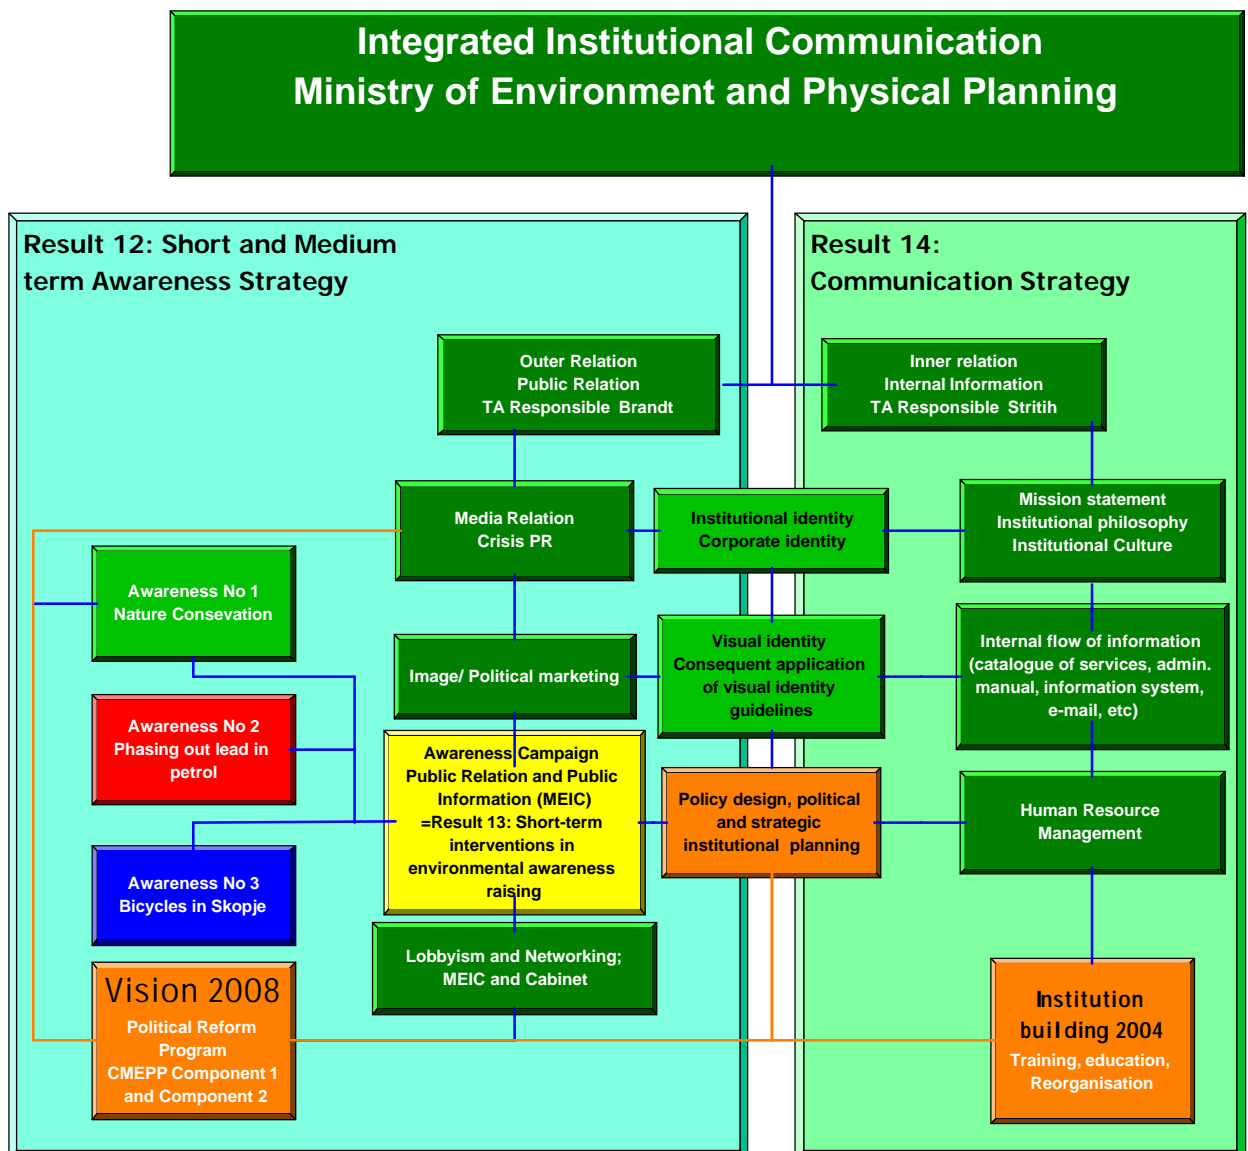 Integrated Institutional Communication
Ministry of Environment and Physical Planning
Result 12: Short and Medium
term Awareness Strategy
Result 14:
Communication Strategy
Outer Relation
Public Relation
TA Responsible Brandt
Inner relation
Internal Information
TA Responsible Stritih
Media Relation
Crisis PR
Institutional identity
Corporate identity
Mission statement
Institutional philosophy
Institutional Culture
Awareness No 1
Nature Consevation
Image/ Political marketing
Visual identity
Consequent application
of visual identity
guidelines
Internal flow of information
(catalogue of services, admin.
manual, information system,
e-mail, etc)
Awareness No 2
Phasing out lead in
petrol
Awareness Campaign
Public Relation and Public
Information (MEIC)
=Result 13: Short-term
interventions in
environmental awareness
raising
Policy design, political
and strategic
institutional planning
Human Resource
Management
Awareness No 3
Bicycles in Skopje
Lobbyism and Networking;
MEIC and Cabinet
Vision 2008
Political Reform
Program
CMEPP Component 1
and Component 2
Institution
building 2004
Training, education,
Reorganisation